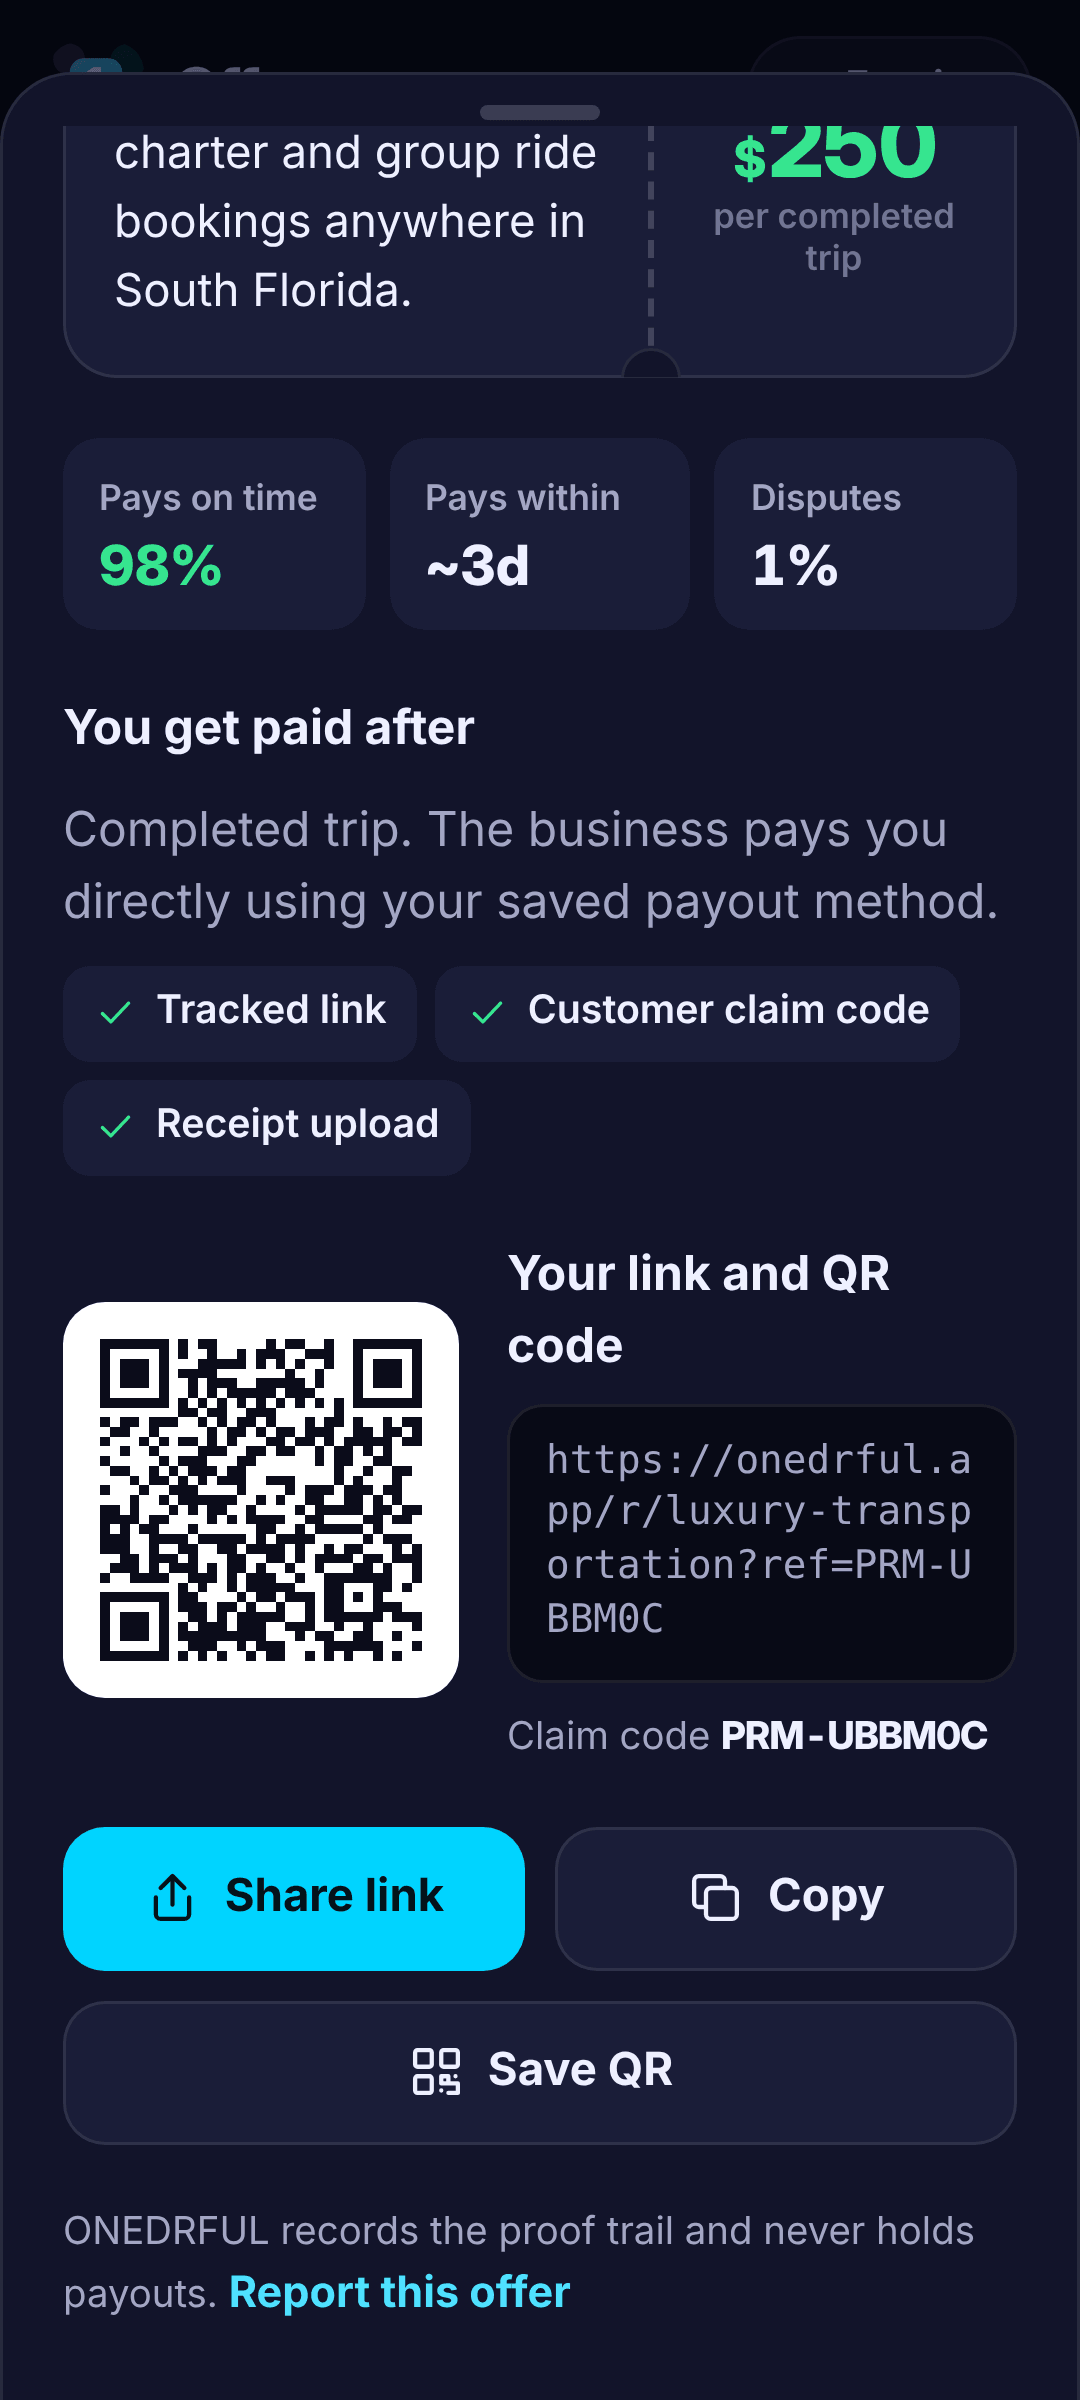 charter and group ride
bookings anywhere in
South Florida.
$250
per completed
trip
Pays on time
98%
Pays within
~3d
Disputes
1%
You get paid after
Completed trip. The business pays you
directly using your saved payout method.
Tracked link
Customer claim code
Receipt upload
Your link and QR
code
https://onedrful.a
pp/r/luxury-transp
ortation?ref=PRM-U
BBM0C
Claim code PRM-UBBM0C
Share link
Copy
Save QR
ONEDRFUL records the proof trail and never holds
payouts. Report this offer